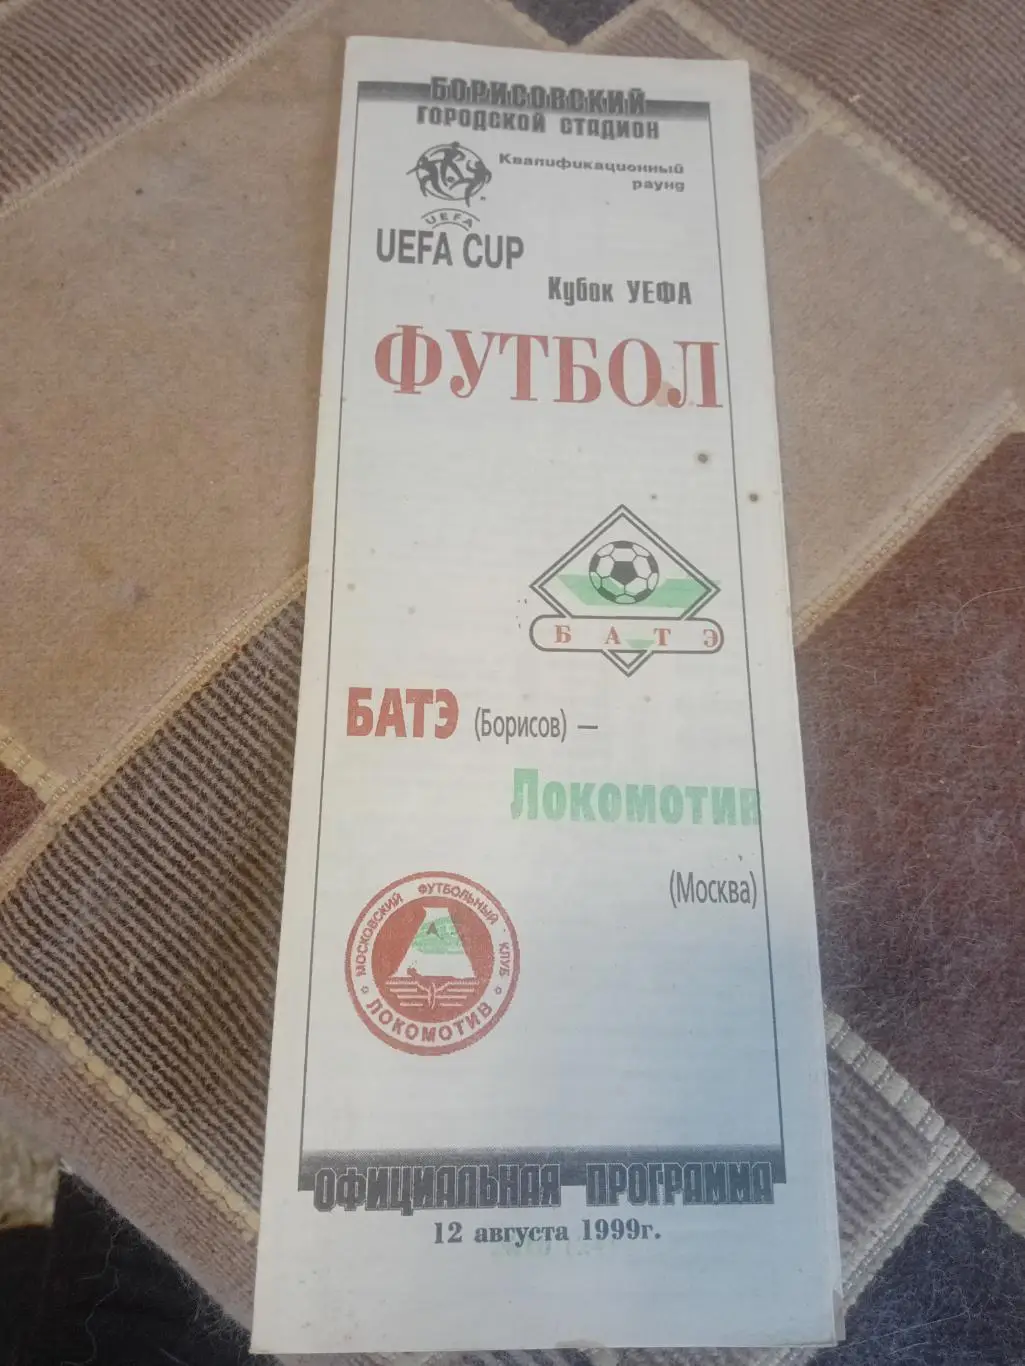 БОРИСОВСКИЙ
ГОРОДСКОЙ СТАДИОН
Квалификационный
раунд
UEFA
UEFA CUP
Кубок УЕФА
ФУТБОЛ
БАТЭ
БАТЭ (Борисов) –
Локомотив
(Москва)
МОСКОВСКИЙ ФУТБОЛЬНЫЙ КЛУБ
ЛОКОМОТИВ
ОФИЦИАЛЬНАЯ ПРОГРАММА
12 августа 1999г.